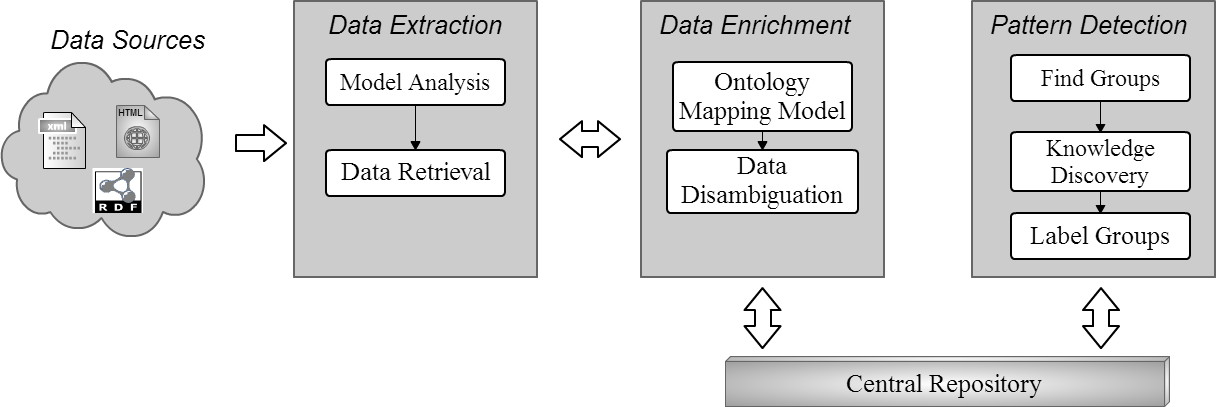 Data Sources
xml
HTML
RDF
Data Extraction
Model Analysis
Data Retrieval
Data Enrichment
Ontology
Mapping Model
Data
Disambiguation
Pattern Detection
Find Groups
Knowledge
Discovery
Label Groups
Central Repository